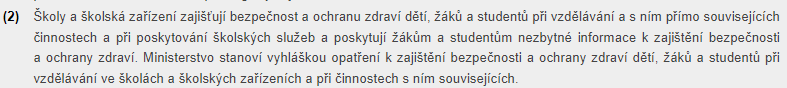 (2) Školy a školská zařízení zajišťují bezpečnost a ochranu zdraví dětí, žáků a studentů při vzdělávání a s ním přímo souvisejících
činnostech a při poskytování školských služeb a poskytují žákům a studentům nezbytné informace k zajištění bezpečnosti
a ochrany zdraví. Ministerstvo stanoví vyhláškou opatření k zajištění bezpečnosti a ochrany zdraví dětí, žáků a studentů při
vzdělávání ve školách a školských zařízeních a při činnostech s ním souvisejících.